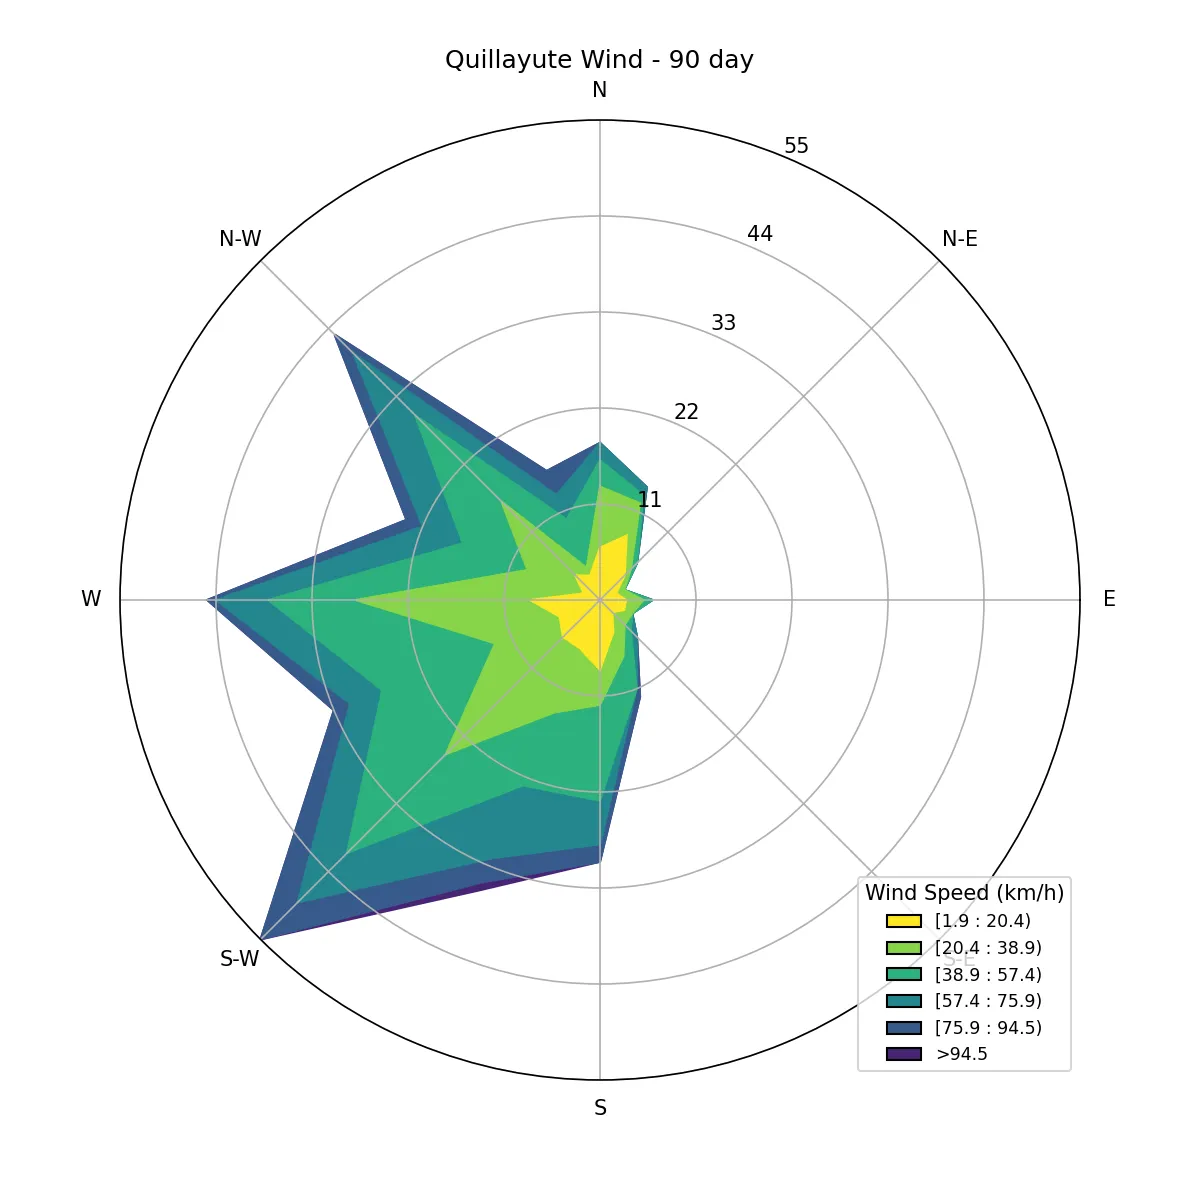 Quillayute Wind - 90 day
N
55
N-W
44
N-E
33
22
11
W
E
S-W
S-E
S
Wind Speed (km/h)
[1.9 : 20.4)
[20.4 : 38.9)
[38.9 : 57.4)
[57.4 : 75.9)
[75.9 : 94.5)
>94.5